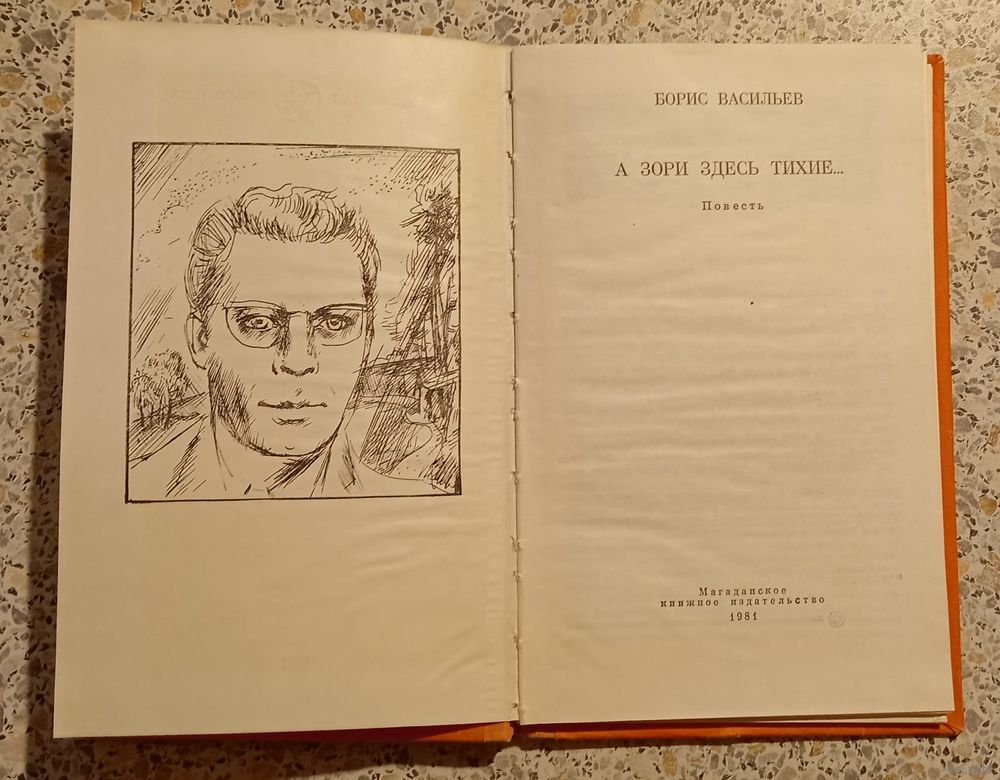 БОРИС ВАСИЛЬЕВ
А ЗОРИ ЗДЕСЬ ТИХИЕ...
Повесть
Магаданское
книжное издательство
1981